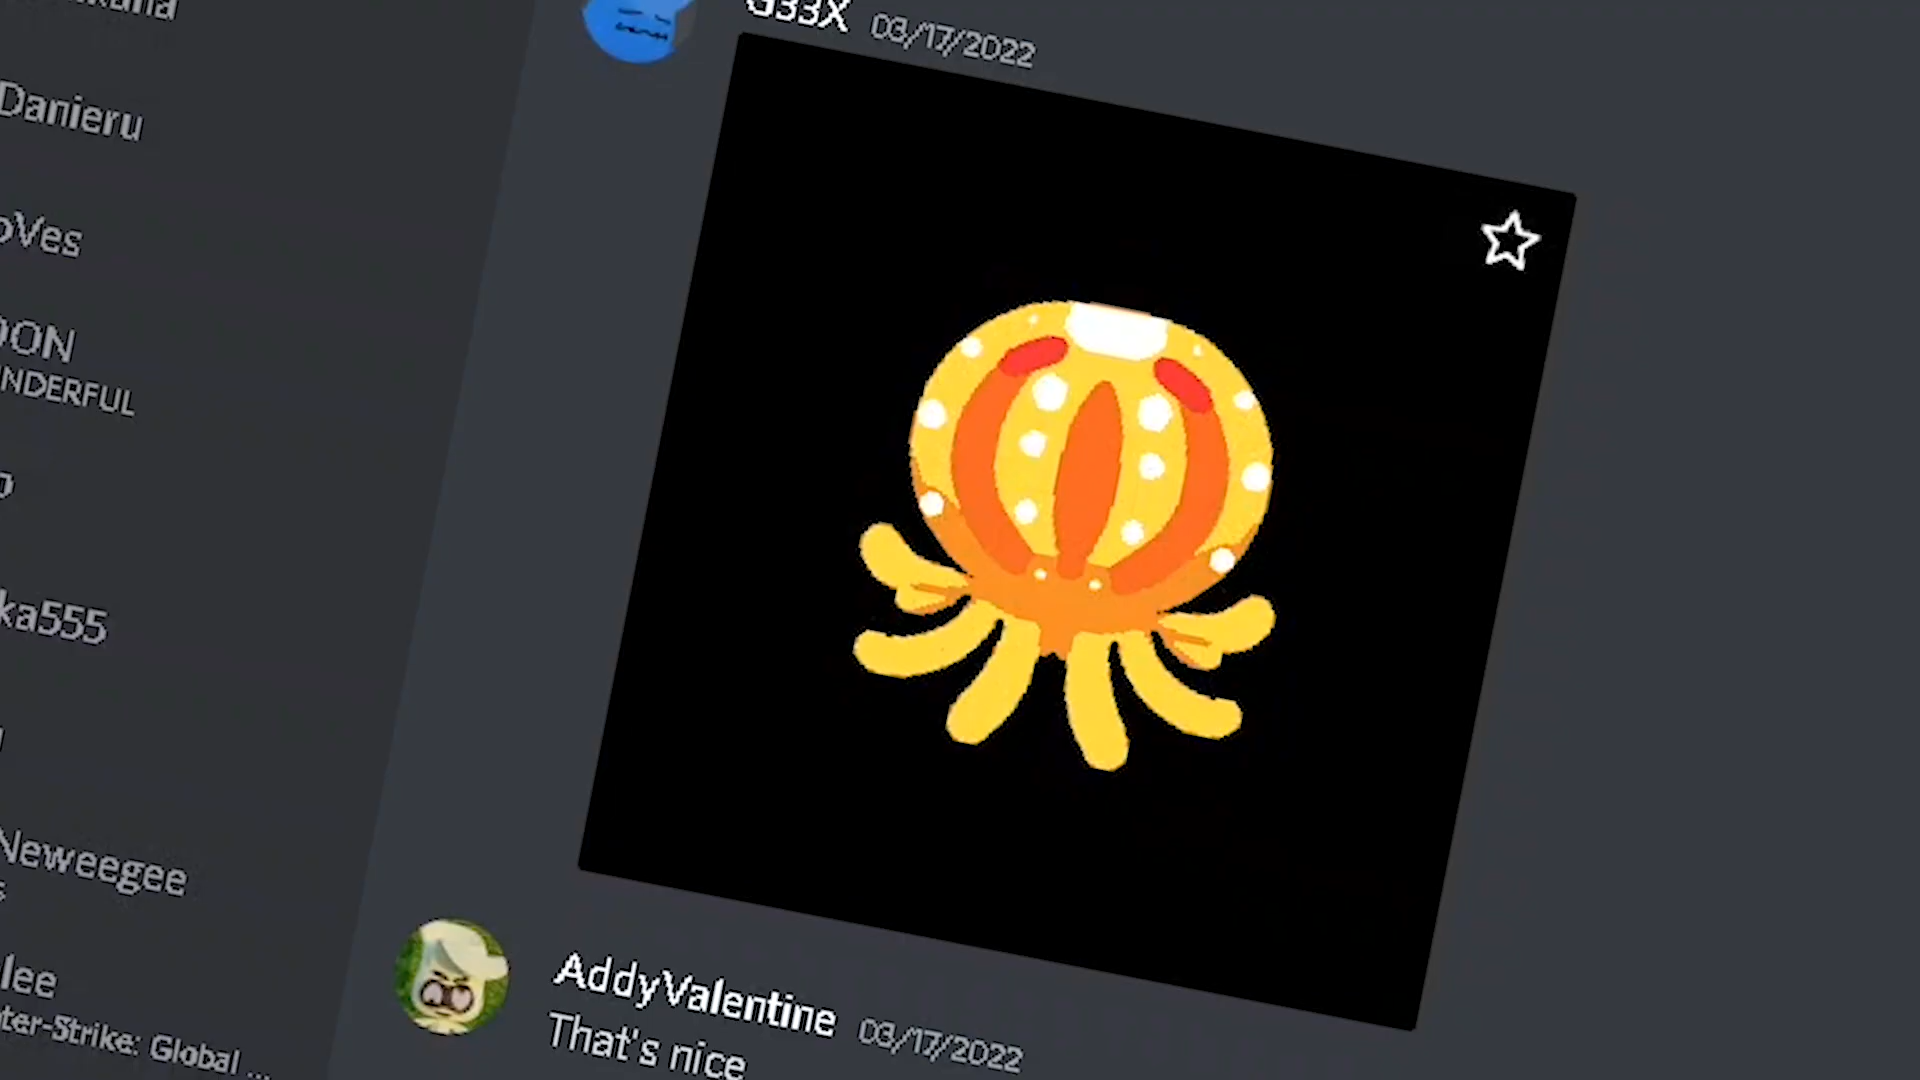 Danieru
oVes
OON
NDERFUL
ka555
Neweegee
lee
ter-Strike: Global ...
G33X 03/17/2022
AddyValentine 03/17/2022
That's nice